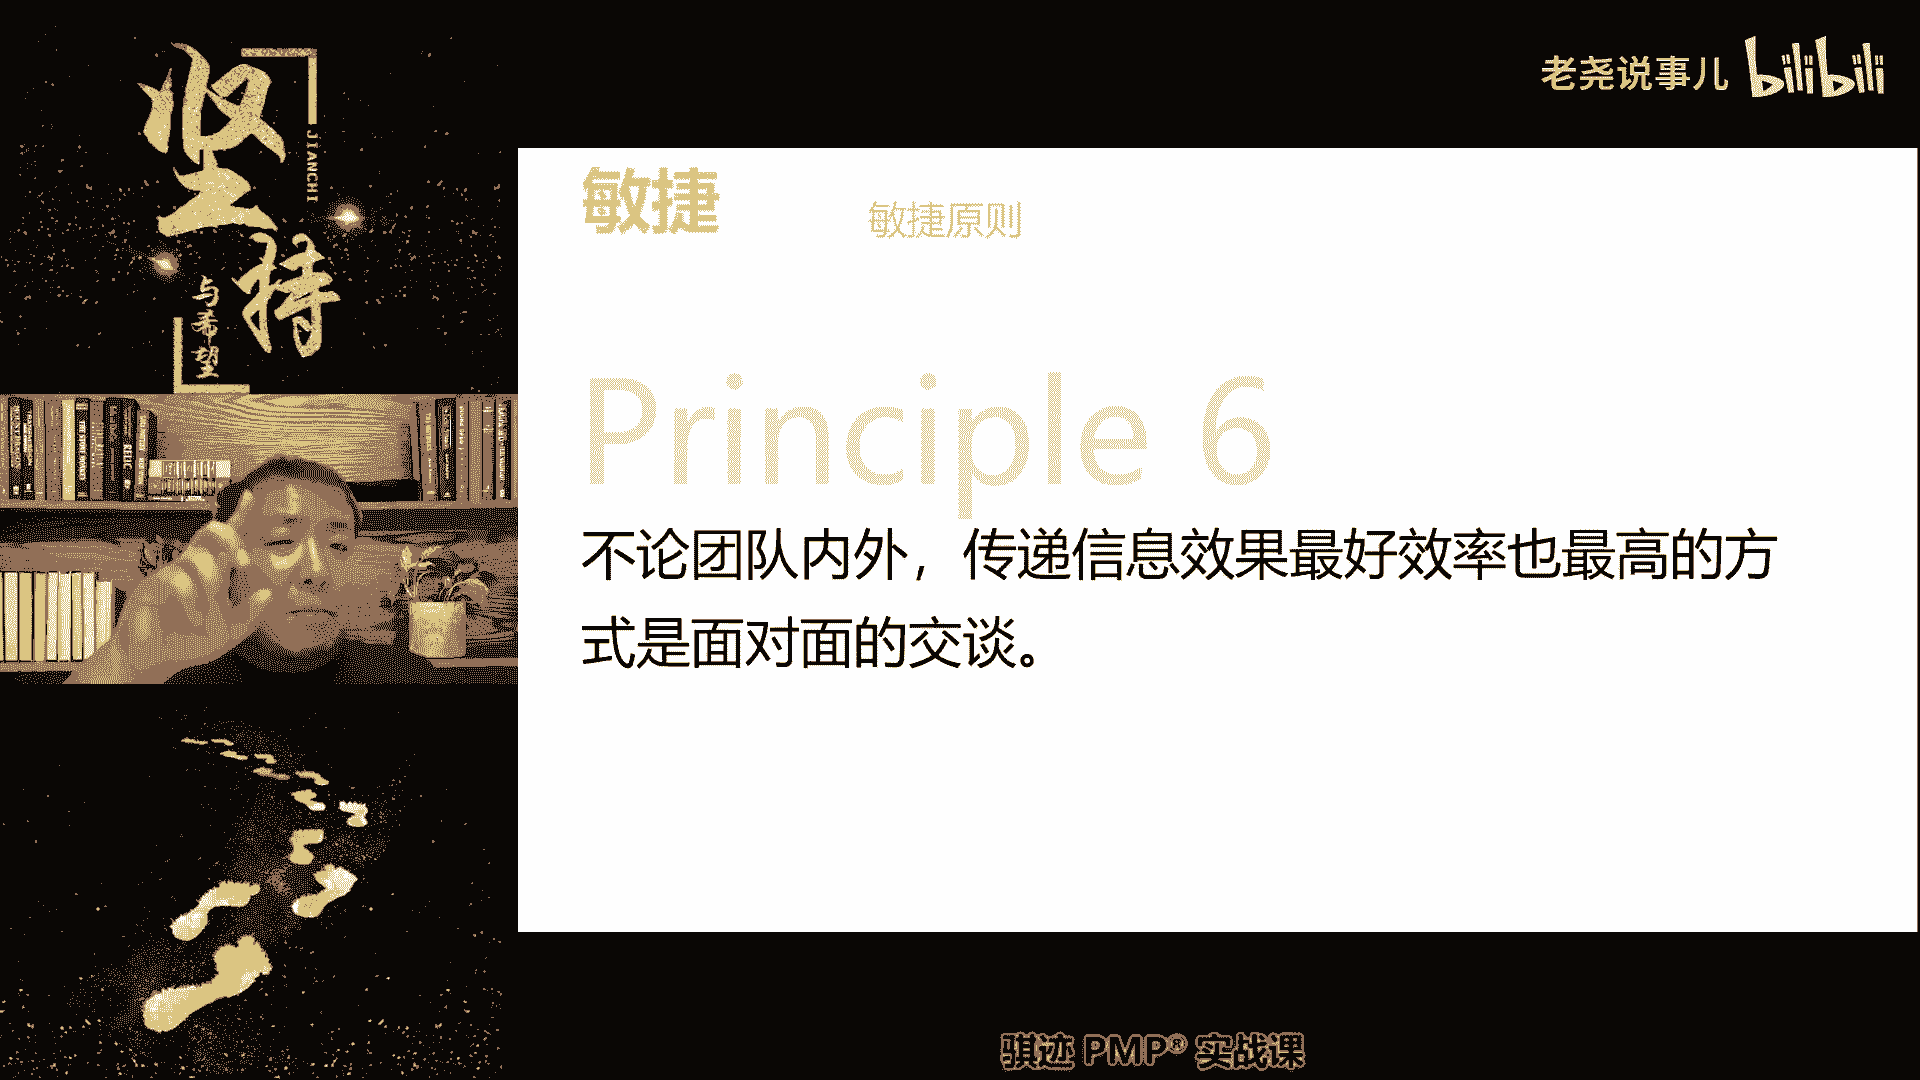 坚持
JIANCHI
与希望
老尧说事儿 bilibili
敏捷
敏捷原则
Principle 6
不论团队内外，传递信息效果最好效率也最高的方
式是面对面的交谈。
骐迹 PMP® 实战课